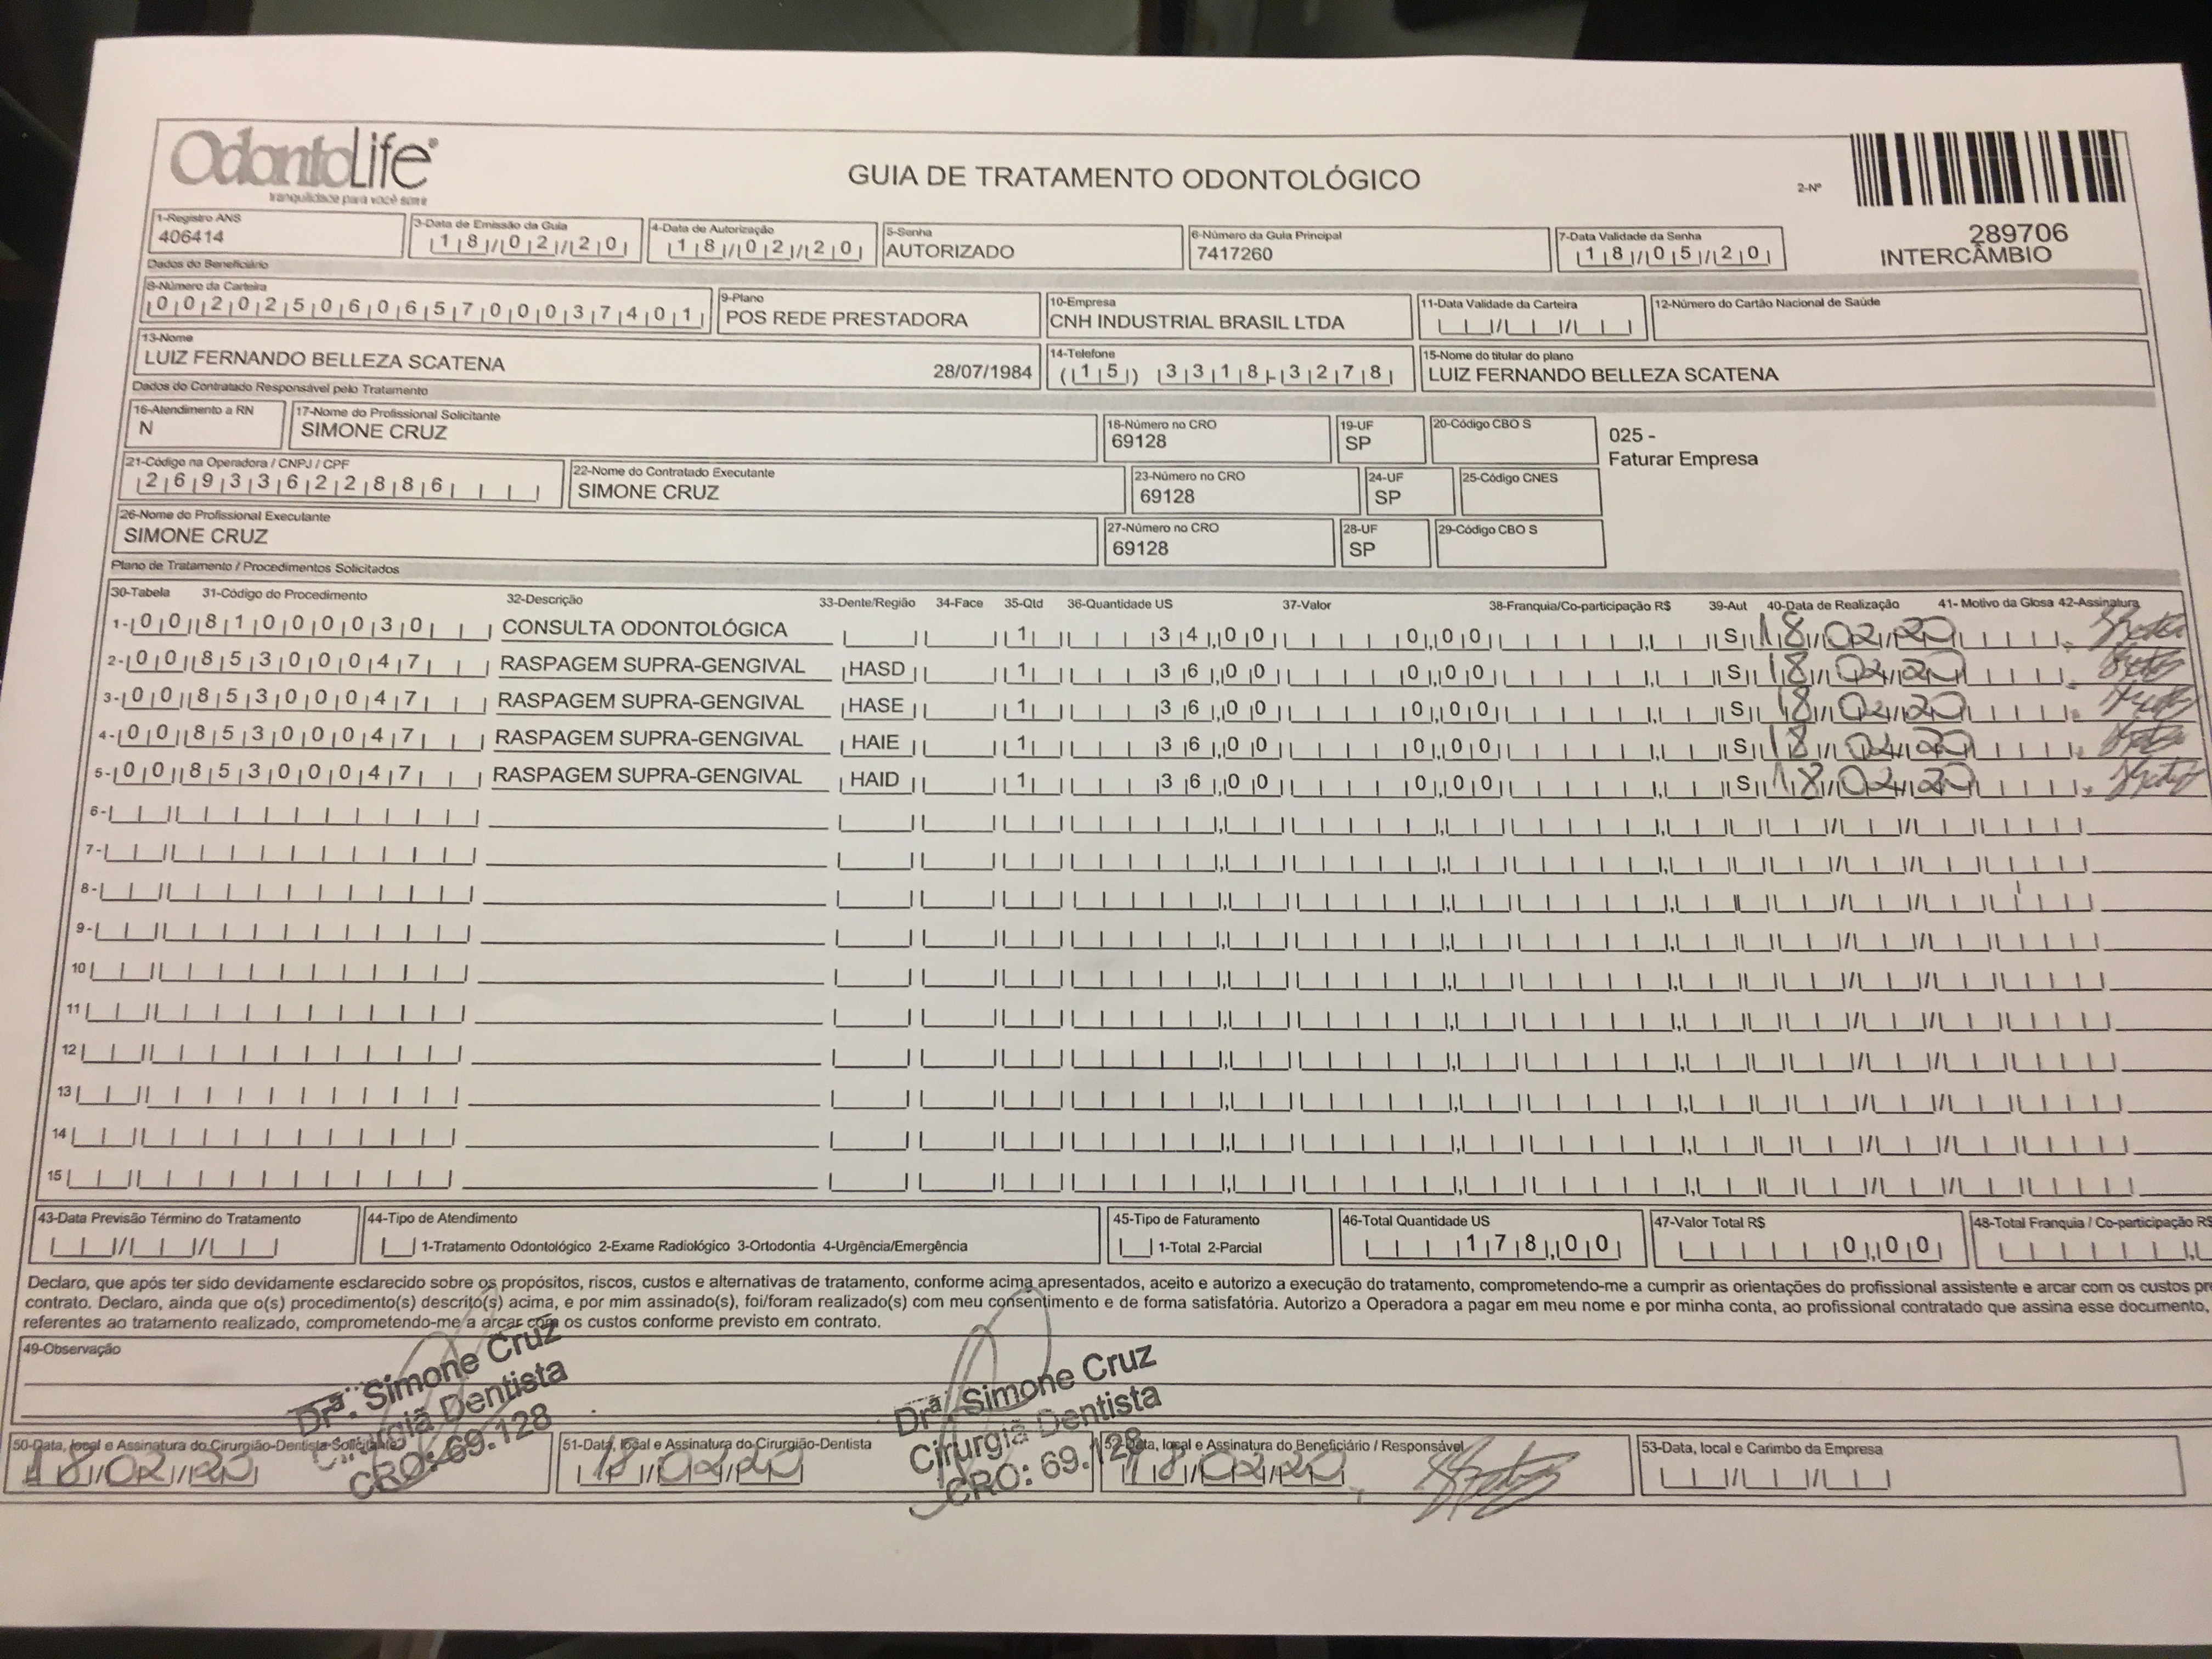 OdontoLife®
tranquilidade para você sorrir
GUIA DE TRATAMENTO ODONTOLÓGICO
2-Nº
289706
INTERCÂMBIO
1-Registro ANS
406414
3-Data de Emissão da Guia
18/02/20
4-Data de Autorização
18/02/20
5-Senha
AUTORIZADO
6-Número da Guia Principal
7417260
7-Data Validade da Senha
18/05/20
Dados do Beneficiário
8-Número da Carteira
00202506065700037401
9-Plano
POS REDE PRESTADORA
10-Empresa
CNH INDUSTRIAL BRASIL LTDA
11-Data Validade da Carteira
12-Número do Cartão Nacional de Saúde
13-Nome
LUIZ FERNANDO BELLEZA SCATENA 28/07/1984
14-Telefone
(15) 3318-3278
15-Nome do titular do plano
LUIZ FERNANDO BELLEZA SCATENA
Dados do Contratado Responsável pelo Tratamento
16-Atendimento a RN
N
17-Nome do Profissional Solicitante
SIMONE CRUZ
18-Número no CRO
69128
19-UF
SP
20-Código CBO S
025 -
Faturar Empresa
21-Código na Operadora / CNPJ / CPF
26933622886
22-Nome do Contratado Executante
SIMONE CRUZ
23-Número no CRO
69128
24-UF
SP
25-Código CNES
26-Nome do Profissional Executante
SIMONE CRUZ
27-Número no CRO
69128
28-UF
SP
29-Código CBO S
Plano de Tratamento / Procedimentos Solicitados
30-Tabela 31-Código do Procedimento 32-Descrição 33-Dente/Região 34-Face 35-Qtd 36-Quantidade US 37-Valor 38-Franquia/Co-participação R$ 39-Aut 40-Data de Realização 41- Motivo da Glosa 42-Assinatura
1- 00 81000030 CONSULTA ODONTOLÓGICA 1 34,00 0,00 S 18/02/20
2- 00 85300047 RASPAGEM SUPRA-GENGIVAL HASD 1 36,00 0,00 S 18/02/20
3- 00 85300047 RASPAGEM SUPRA-GENGIVAL HASE 1 36,00 0,00 S 18/02/20
4- 00 85300047 RASPAGEM SUPRA-GENGIVAL HAIE 1 36,00 0,00 S 18/02/20
5- 00 85300047 RASPAGEM SUPRA-GENGIVAL HAID 1 36,00 0,00 S 18/02/20
6-
7-
8-
9-
10
11
12
13
14
15
43-Data Previsão Término do Tratamento
44-Tipo de Atendimento
1-Tratamento Odontológico 2-Exame Radiológico 3-Ortodontia 4-Urgência/Emergência
45-Tipo de Faturamento
1-Total 2-Parcial
46-Total Quantidade US
178,00
47-Valor Total R$
0,00
48-Total Franquia / Co-participação R$
Declaro, que após ter sido devidamente esclarecido sobre os propósitos, riscos, custos e alternativas de tratamento, conforme acima apresentados, aceito e autorizo a execução do tratamento, comprometendo-me a cumprir as orientações do profissional assistente e arcar com os custos pre
contrato. Declaro, ainda que o(s) procedimento(s) descrito(s) acima, e por mim assinado(s), foi/foram realizado(s) com meu consentimento e de forma satisfatória. Autorizo a Operadora a pagar em meu nome e por minha conta, ao profissional contratado que assina esse documento,
referentes ao tratamento realizado, comprometendo-me a arcar com os custos conforme previsto em contrato.
49-Observação
50-Data, local e Assinatura do Cirurgião-Dentista Solicitante
18/02/20
Drª. Simone Cruz
Cirurgiã Dentista
CRO: 69.128
51-Data, local e Assinatura do Cirurgião-Dentista
18/02/20
Drª. Simone Cruz
Cirurgiã Dentista
CRO: 69.128
52-Data, local e Assinatura do Beneficiário / Responsável
18/02/20
53-Data, local e Carimbo da Empresa